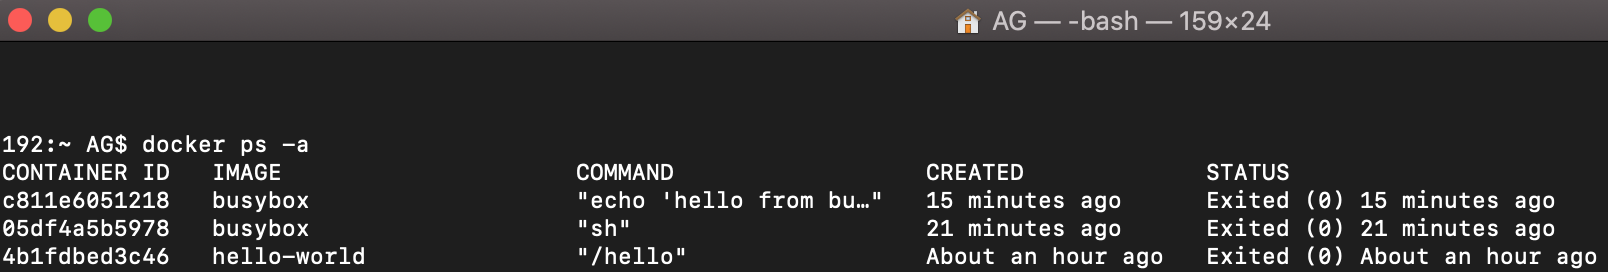 AG — -bash — 159×24
192:~ AG$ docker ps -a
CONTAINER ID   IMAGE                     COMMAND                  CREATED             STATUS
c811e6051218   busybox                   "echo 'hello from bu…"   15 minutes ago      Exited (0) 15 minutes ago
05df4a5b5978   busybox                   "sh"                     21 minutes ago      Exited (0) 21 minutes ago
4b1fdbed3c46   hello-world               "/hello"                 About an hour ago   Exited (0) About an hour ago